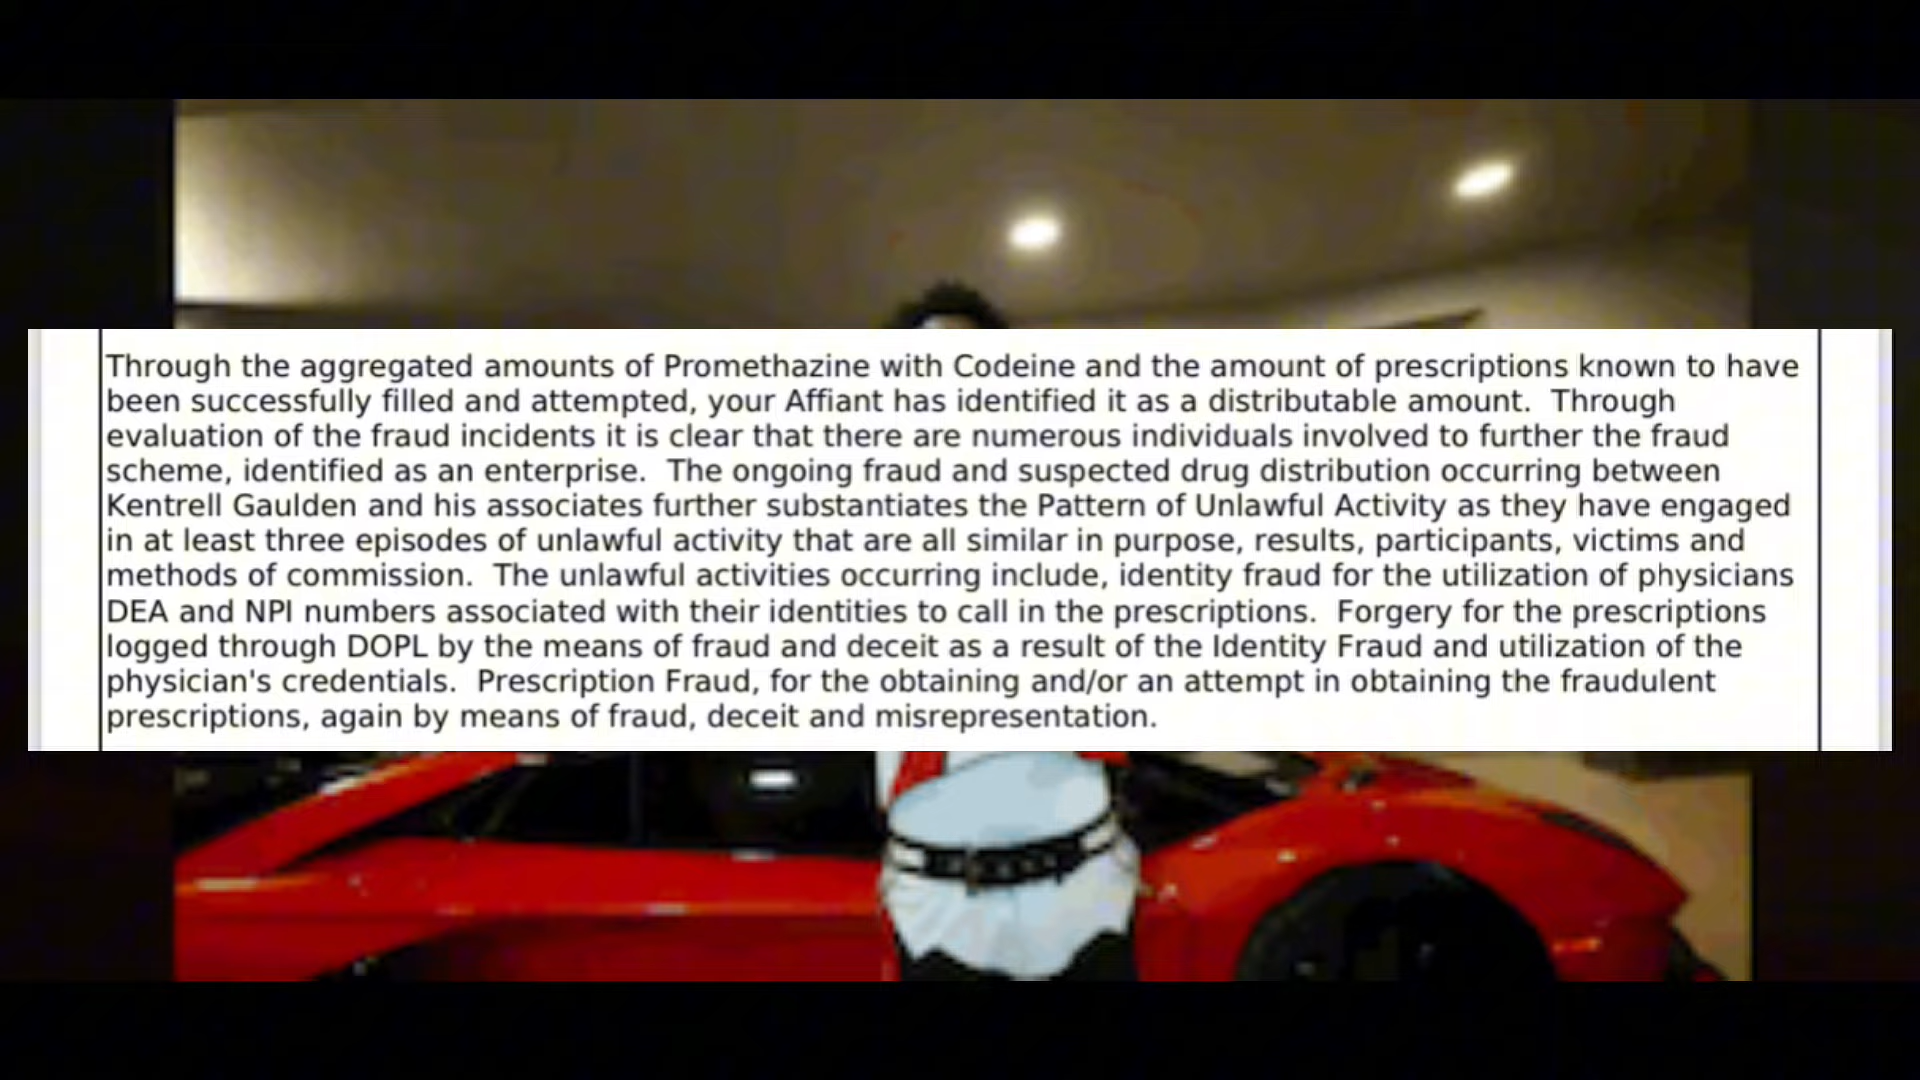 Through the aggregated amounts of Promethazine with Codeine and the amount of prescriptions known to have
been successfully filled and attempted, your Affiant has identified it as a distributable amount.  Through
evaluation of the fraud incidents it is clear that there are numerous individuals involved to further the fraud
scheme, identified as an enterprise.  The ongoing fraud and suspected drug distribution occurring between
Kentrell Gaulden and his associates further substantiates the Pattern of Unlawful Activity as they have engaged
in at least three episodes of unlawful activity that are all similar in purpose, results, participants, victims and
methods of commission.  The unlawful activities occurring include, identity fraud for the utilization of physicians
DEA and NPI numbers associated with their identities to call in the prescriptions.  Forgery for the prescriptions
logged through DOPL by the means of fraud and deceit as a result of the Identity Fraud and utilization of the
physician's credentials.  Prescription Fraud, for the obtaining and/or an attempt in obtaining the fraudulent
prescriptions, again by means of fraud, deceit and misrepresentation.